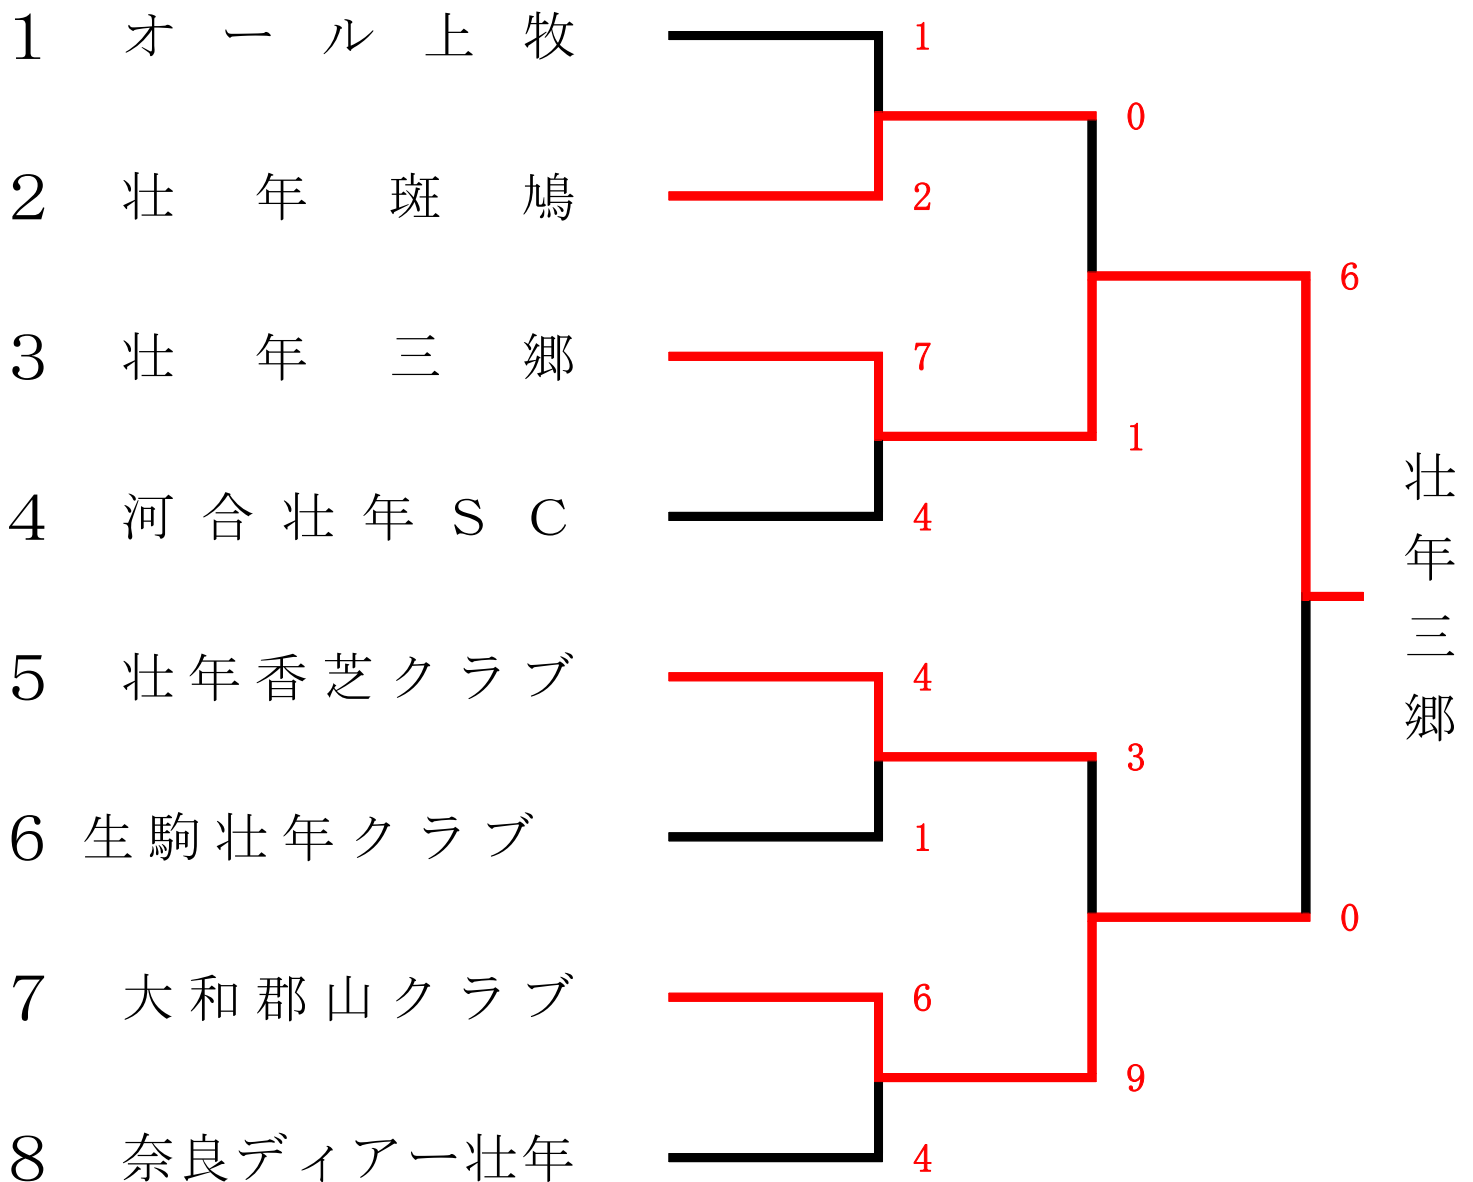 1 オール上牧 1
0
2 壮年斑鳩 2
6
3 壮年三郷 7
1
4 河合壮年SC 4
壮年三郷
5 壮年香芝クラブ 4
3
6 生駒壮年クラブ 1
0
7 大和郡山クラブ 6
9
8 奈良ディアー壮年 4